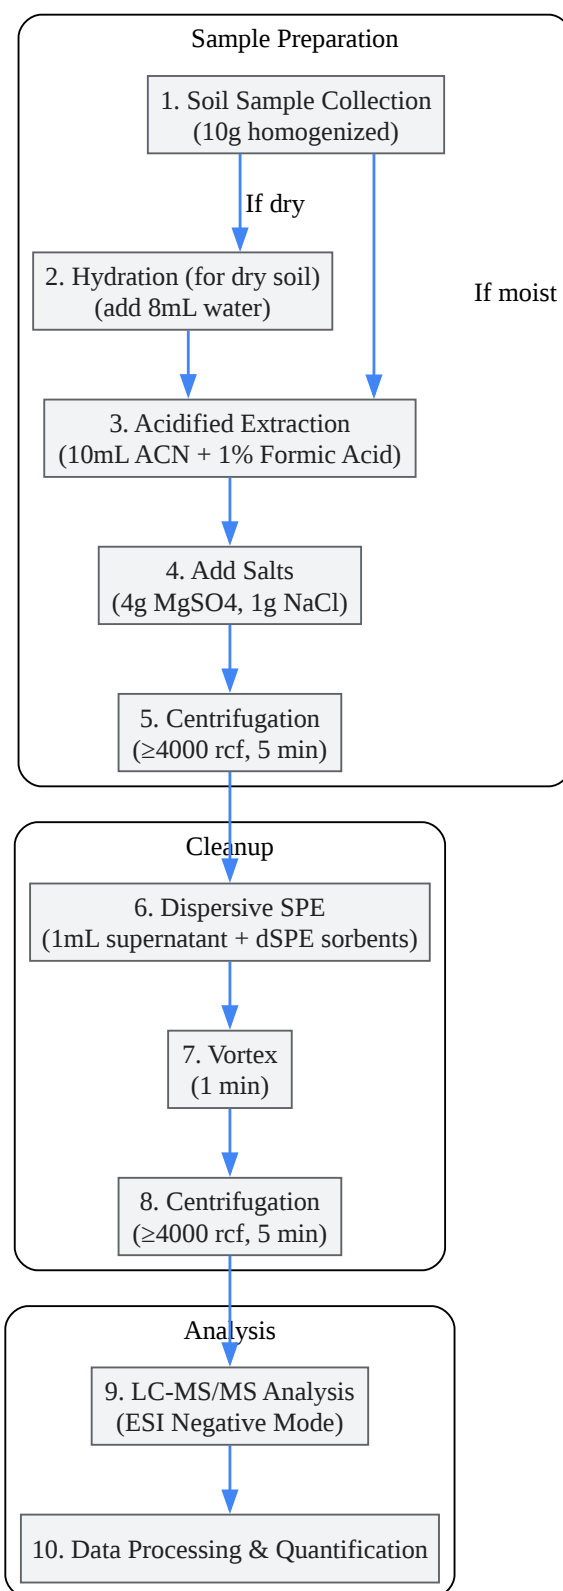 Sample Preparation
1. Soil Sample Collection
(10g homogenized)
If dry
2. Hydration (for dry soil)
(add 8mL water)
If moist
3. Acidified Extraction
(10mL ACN + 1% Formic Acid)
4. Add Salts
(4g MgSO4, 1g NaCl)
5. Centrifugation
(≥4000 rcf, 5 min)
Cleanup
6. Dispersive SPE
(1mL supernatant + dSPE sorbents)
7. Vortex
(1 min)
8. Centrifugation
(≥4000 rcf, 5 min)
Analysis
9. LC-MS/MS Analysis
(ESI Negative Mode)
10. Data Processing & Quantification